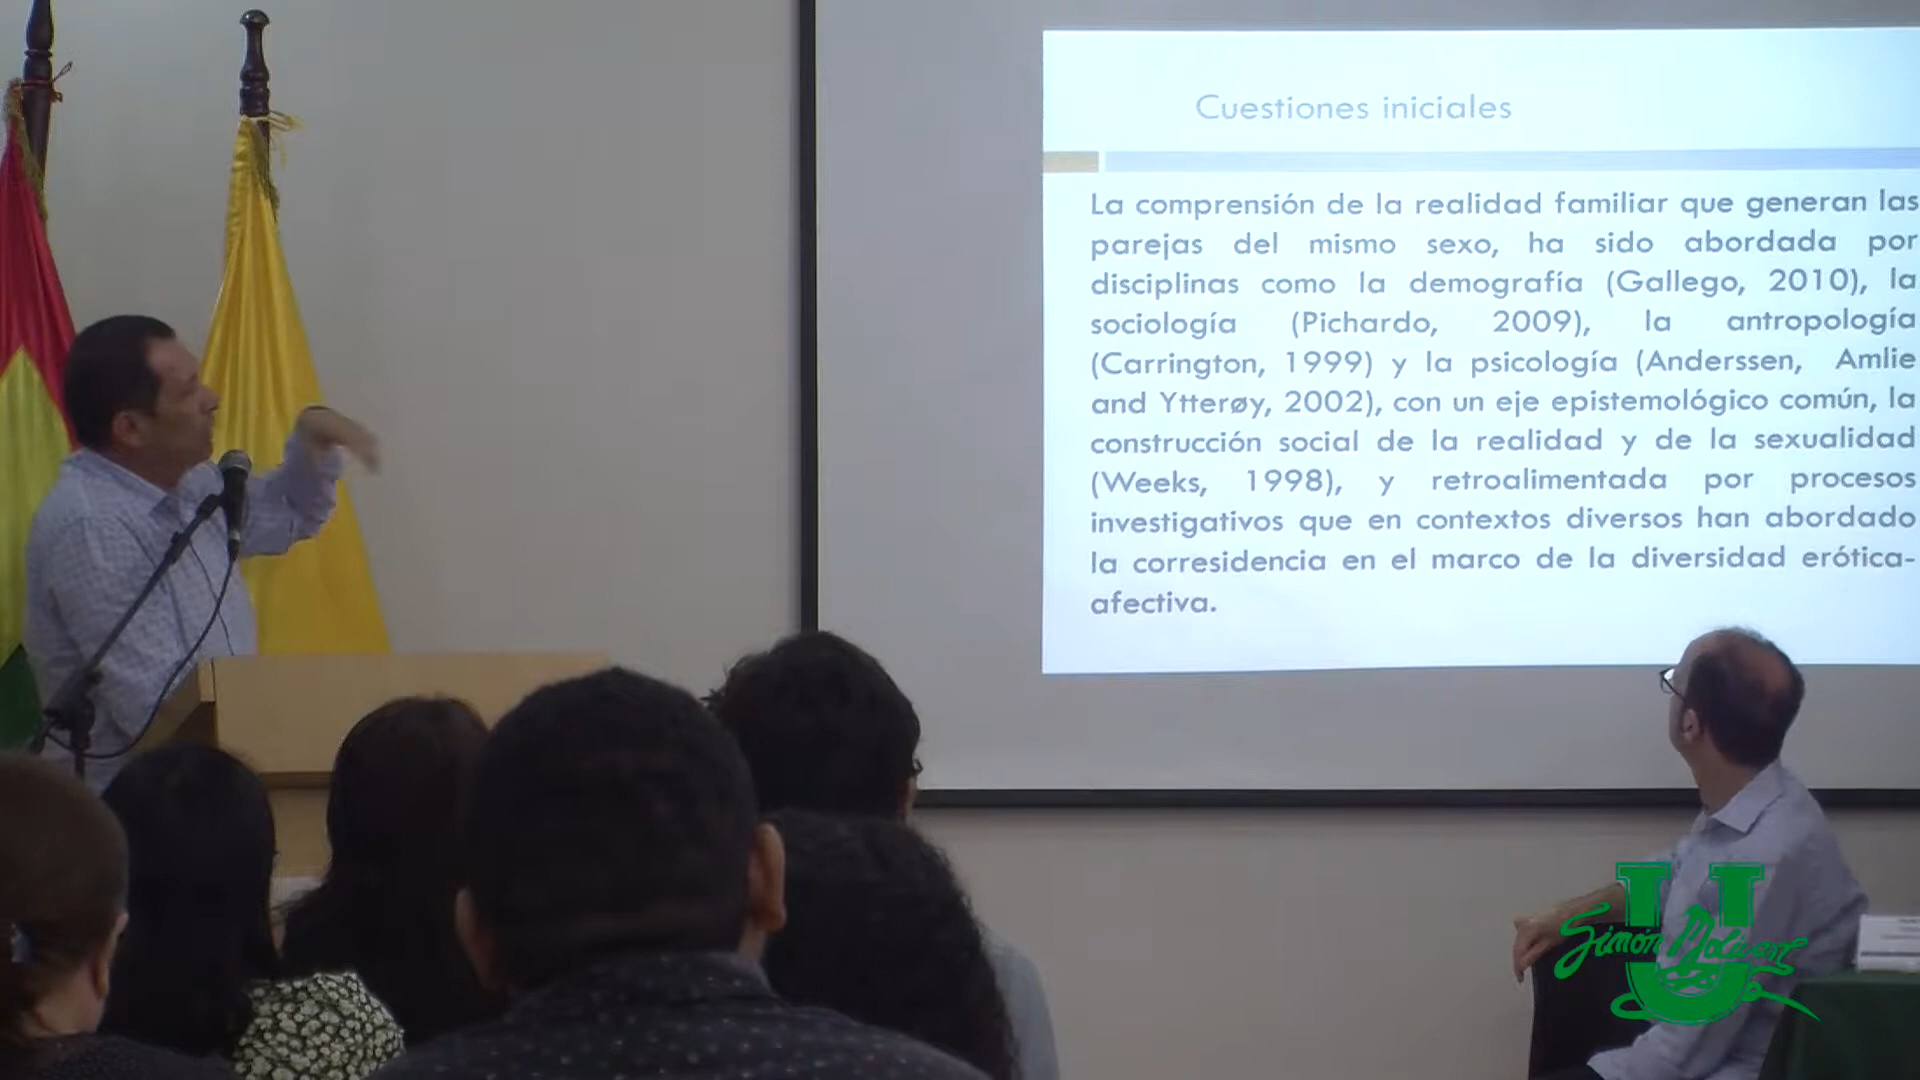 Cuestiones iniciales
La comprensión de la realidad familiar que generan las
parejas del mismo sexo, ha sido abordada por
disciplinas como la demografía (Gallego, 2010), la
sociología (Pichardo, 2009), la antropología
(Carrington, 1999) y la psicología (Anderssen, Amlie
and Ytterøy, 2002), con un eje epistemológico común, la
construcción social de la realidad y de la sexualidad
(Weeks, 1998), y retroalimentada por procesos
investigativos que en contextos diversos han abordado
la corresidencia en el marco de la diversidad erótica-
afectiva.
U
Simón Bolívar